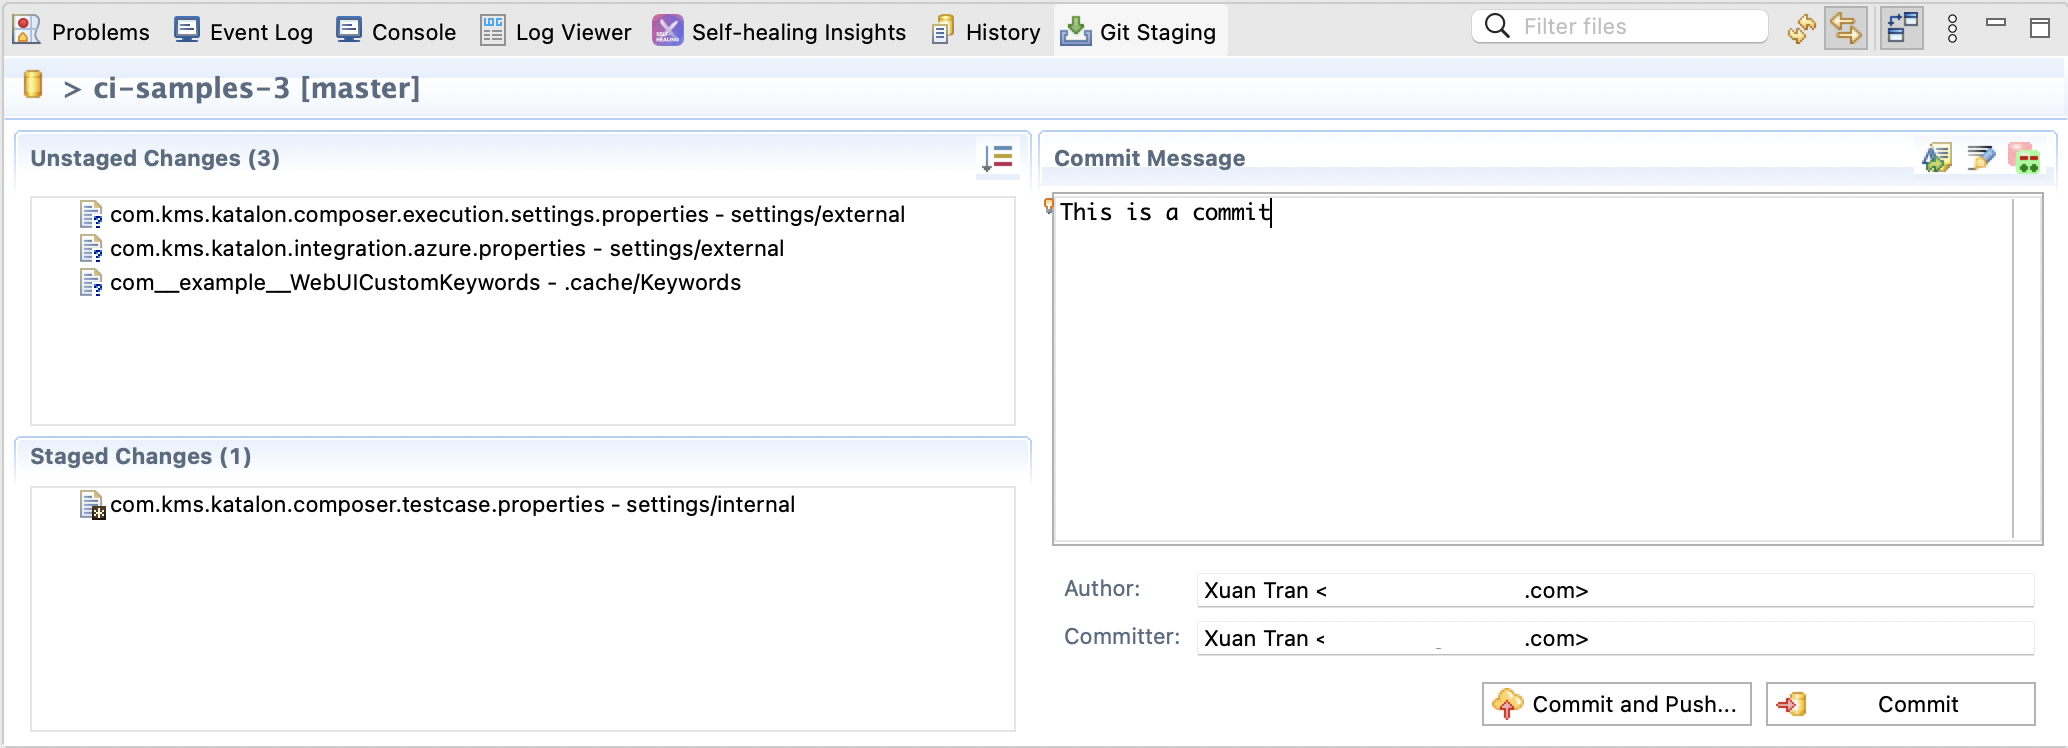 Problems Event Log Console Log Viewer Self-healing Insights History Git Staging Filter files
> ci-samples-3 [master]
Unstaged Changes (3)
com.kms.katalon.composer.execution.settings.properties - settings/external
com.kms.katalon.integration.azure.properties - settings/external
com__example__WebUICustomKeywords - .cache/Keywords
Staged Changes (1)
com.kms.katalon.composer.testcase.properties - settings/internal
Commit Message
This is a commit
Author: Xuan Tran < .com>
Committer: Xuan Tran < .com>
Commit and Push... Commit